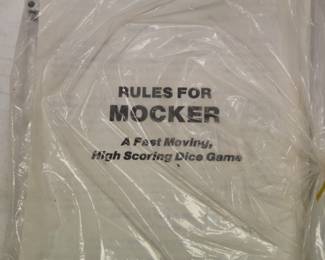 RULES FOR
MOCKER
A Fast Moving,
High Scoring Dice Game